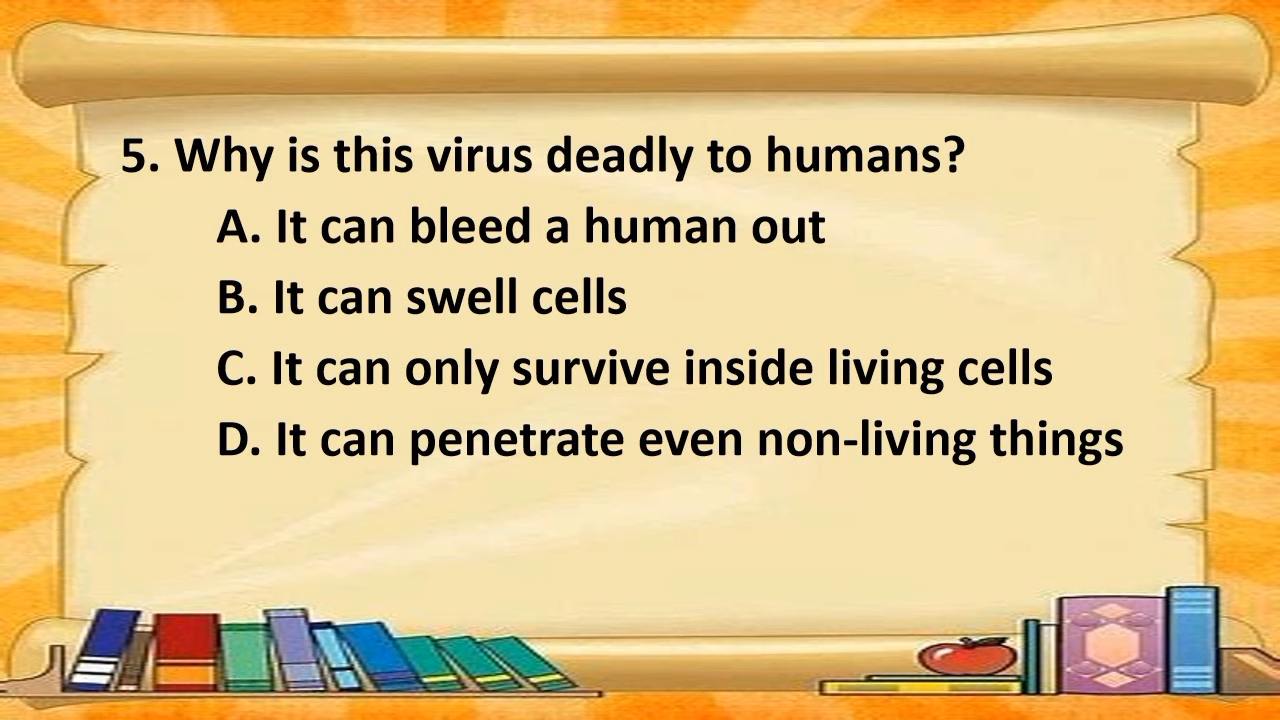 5. Why is this virus deadly to humans?
A. It can bleed a human out
B. It can swell cells
C. It can only survive inside living cells
D. It can penetrate even non-living things